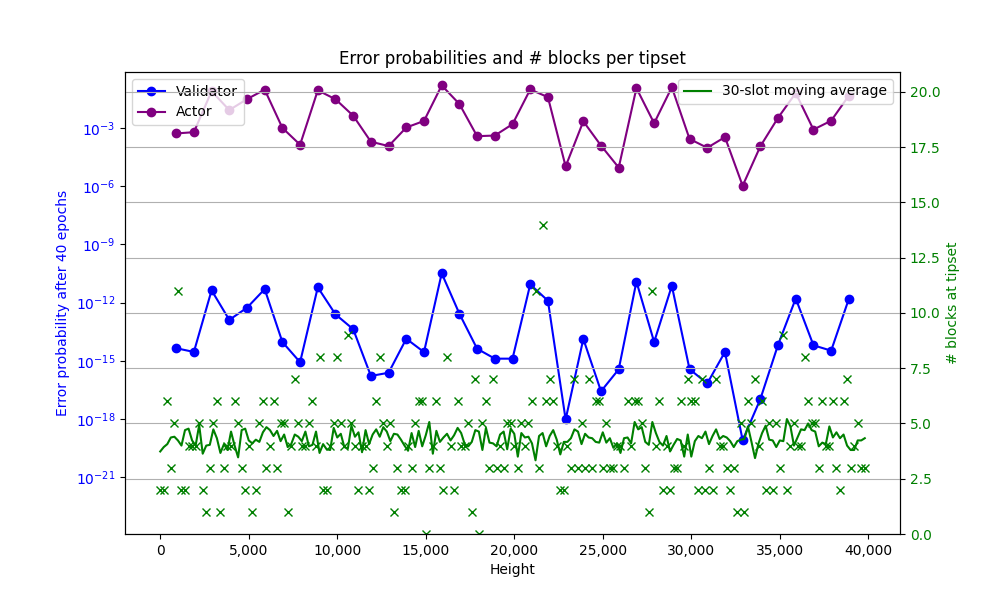 Error probabilities and # blocks per tipset
Validator
Actor
30-slot moving average
Error probability after 40 epochs
10⁻³
10⁻⁶
10⁻⁹
10⁻¹²
10⁻¹⁵
10⁻¹⁸
10⁻²¹
20.0
17.5
15.0
12.5
10.0
7.5
5.0
2.5
0.0
# blocks at tipset
0 5,000 10,000 15,000 20,000 25,000 30,000 35,000 40,000
Height